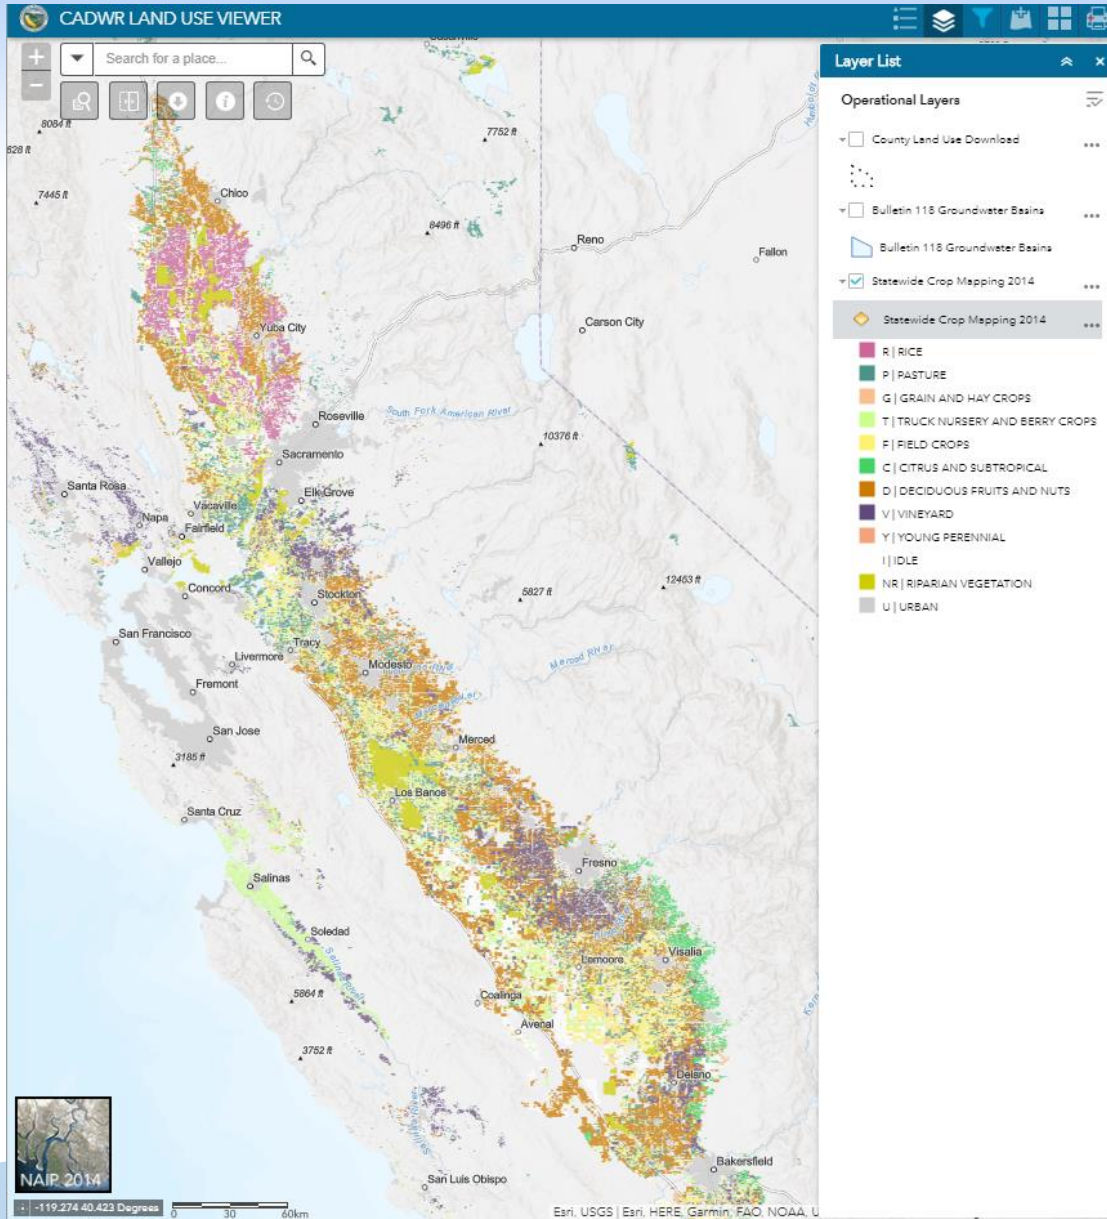 CADWR LAND USE VIEWER
Search for a place...
Layer List
Operational Layers
County Land Use Download
Bulletin 118 Groundwater Basins
Bulletin 118 Groundwater Basins
Statewide Crop Mapping 2014
Statewide Crop Mapping 2014
R | RICE
P | PASTURE
G | GRAIN AND HAY CROPS
T | TRUCK NURSERY AND BERRY CROPS
F | FIELD CROPS
C | CITRUS AND SUBTROPICAL
D | DECIDUOUS FRUITS AND NUTS
V | VINEYARD
Y | YOUNG PERENNIAL
I | IDLE
NR | RIPARIAN VEGETATION
U | URBAN
8084 ft
7752 ft
7445 ft
Chico
8496 ft
Reno
Fallon
Carson City
Yuba City
Roseville
South Fork American River
10376 ft
Sacramento
Santa Rosa
Elk Grove
Napa
Vacaville
Fairfield
Vallejo
Concord
Stockton
5827 ft
12453 ft
San Francisco
Tracy
Livermore
Modesto
Merced River
Fremont
San Jose
3185 ft
Merced
Los Banos
Santa Cruz
Fresno
Salinas
Soledad
Salinas River
Visalia
Lemoore
5864 ft
Coalinga
Avenal
3752 ft
Delano
Bakersfield
San Luis Obispo
NAIP 2014
-119.274 40.423 Degrees
0 30 60km
Esri, USGS | Esri, HERE, Garmin, FAO, NOAA, U